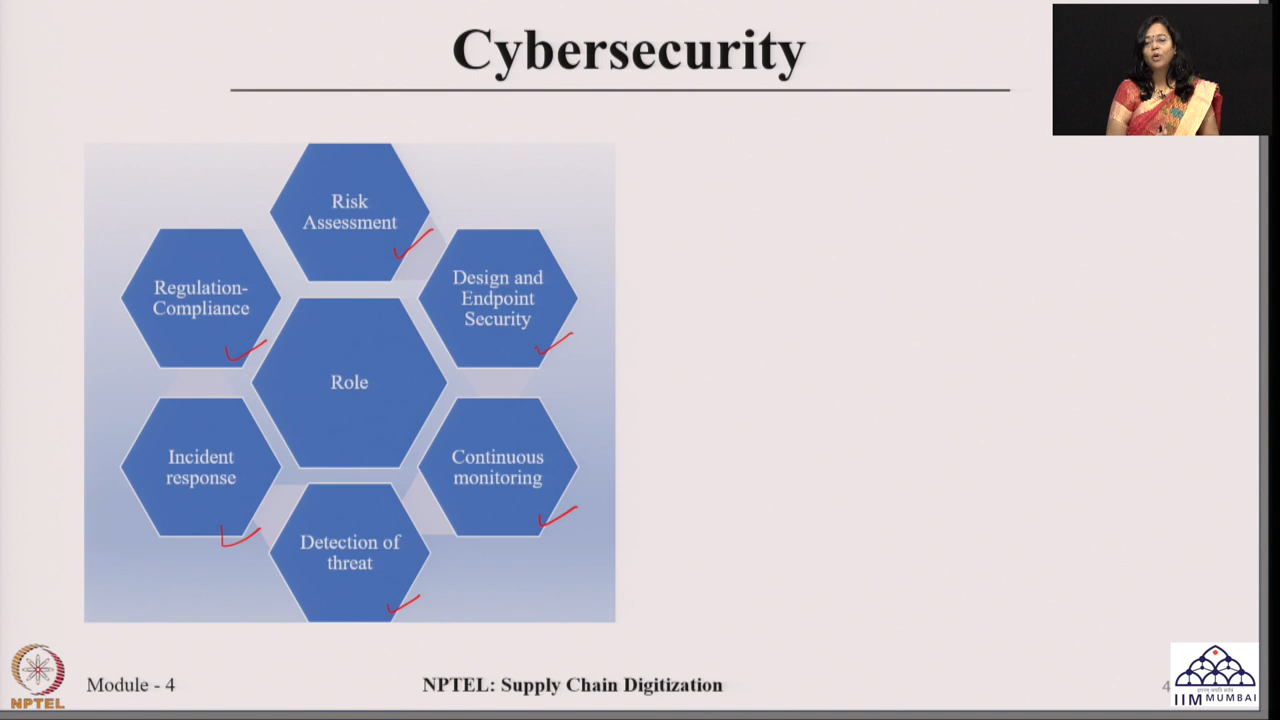 Cybersecurity
Risk
Assessment
Design and
Endpoint
Security
Regulation-
Compliance
Role
Incident
response
Continuous
monitoring
Detection of
threat
NPTEL
Module - 4
NPTEL: Supply Chain Digitization
4
IIM MUMBAI